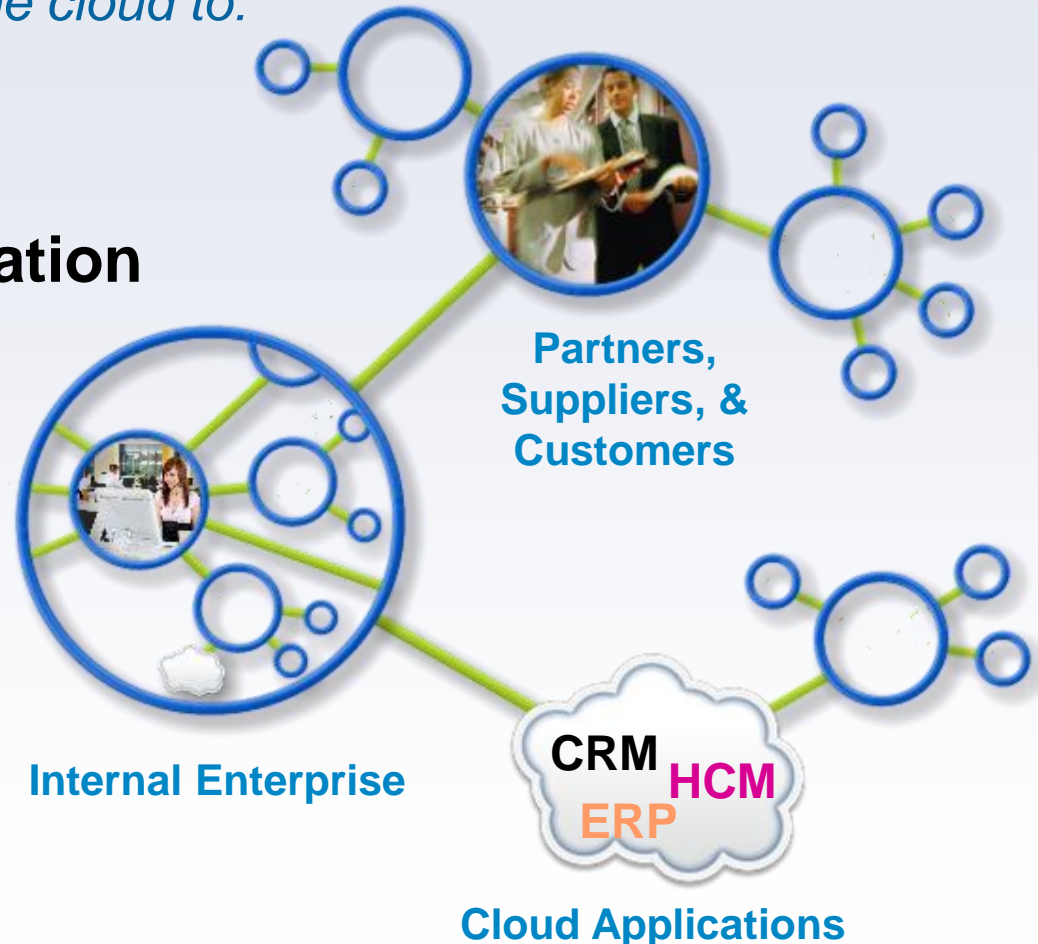 e cloud to:
ation
Partners,
Suppliers, &
Customers
Internal Enterprise
CRM
HCM
ERP
Cloud Applications